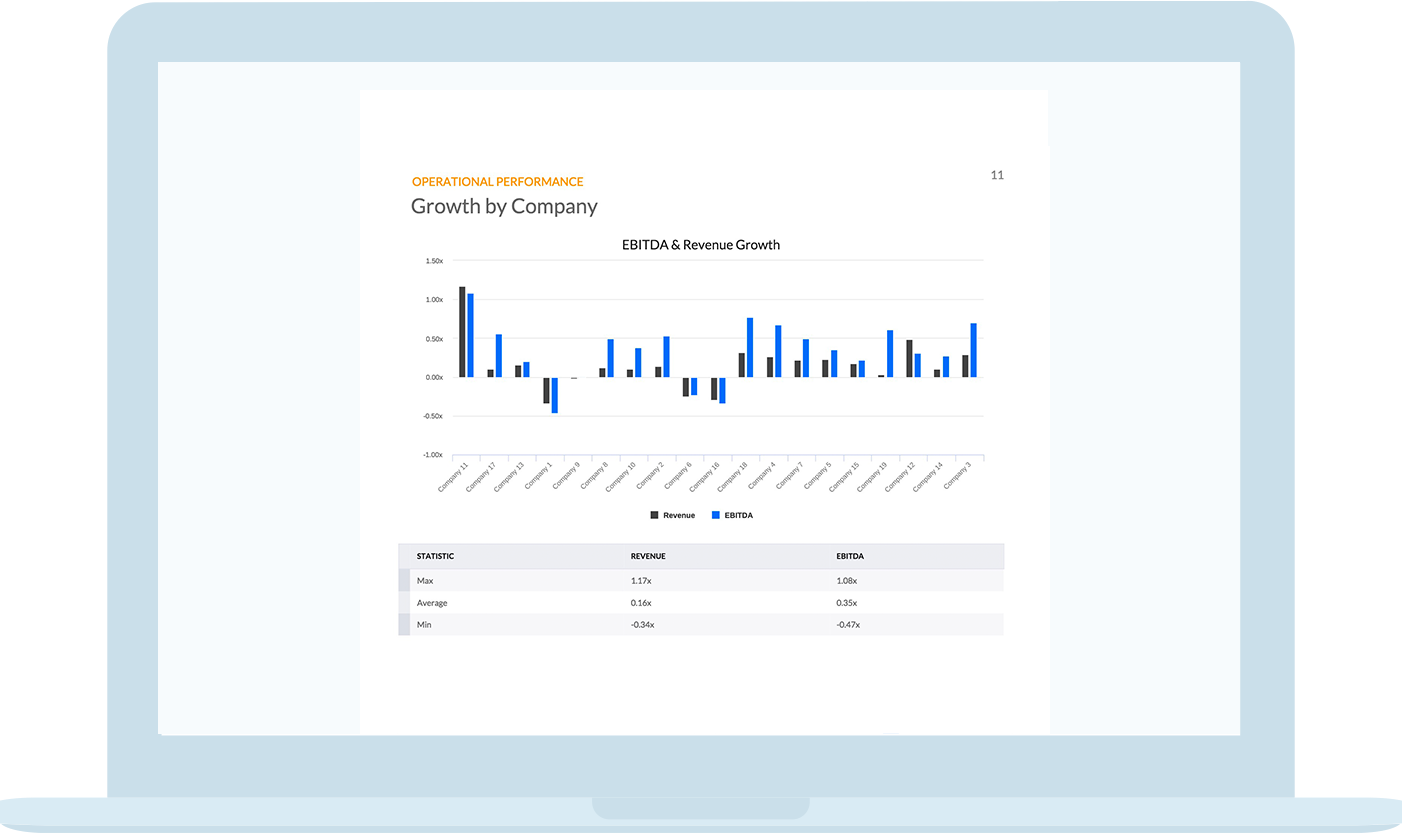 OPERATIONAL PERFORMANCE
11
Growth by Company
EBITDA & Revenue Growth
1.50x
1.00x
0.50x
0.00x
-0.50x
-1.00x
Company 11
Company 17
Company 13
Company 1
Company 9
Company 8
Company 10
Company 2
Company 6
Company 16
Company 18
Company 4
Company 7
Company 5
Company 15
Company 19
Company 12
Company 14
Company 3
Revenue EBITDA
STATISTIC REVENUE EBITDA
Max 1.17x 1.08x
Average 0.16x 0.35x
Min -0.34x -0.47x